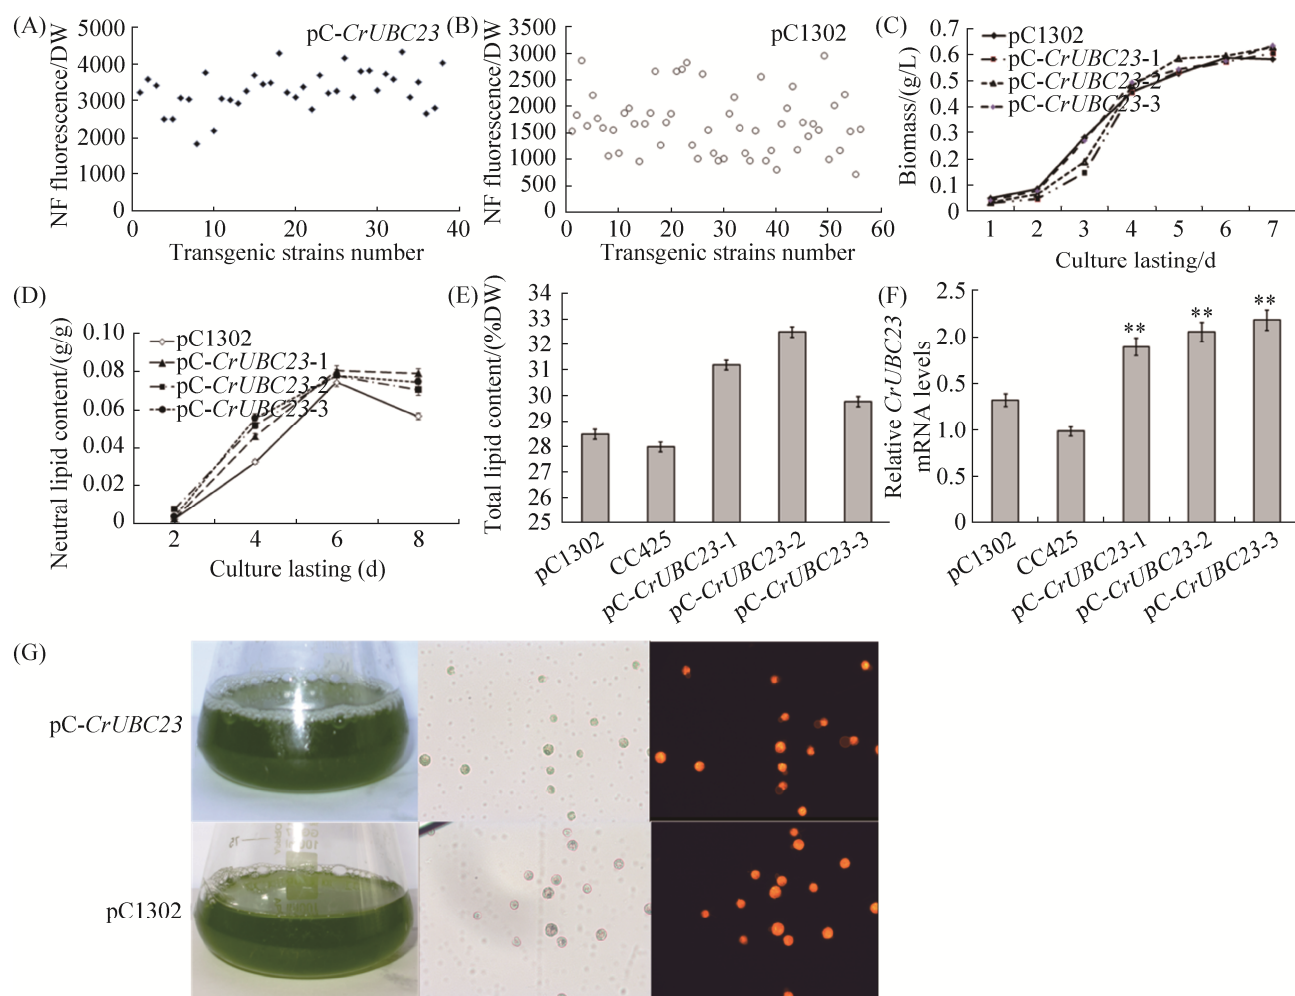 (A)
NF fluorescence/DW
5000
4000
3000
2000
1000
0
pC-CrUBC23
0
10
20
30
40
Transgenic strains number
(B)
NF fluorescence/DW
3500
3000
2500
2000
1500
1000
500
0
pC1302
0
10
20
30
40
50
60
Transgenic strains number
(C)
Biomass/(g/L)
0.7
0.6
0.5
0.4
0.3
0.2
0.1
0
pC1302
pC-CrUBC23-1
pC-CrUBC23-2
pC-CrUBC23-3
1
2
3
4
5
6
7
Culture lasting/d
(D)
Neutral lipid content/(g/g)
0.10
0.08
0.06
0.04
0.02
0
pC1302
pC-CrUBC23-1
pC-CrUBC23-2
pC-CrUBC23-3
2
4
6
8
Culture lasting (d)
(E)
Total lipid content/(%DW)
34
33
32
31
30
29
28
27
26
25
pC1302
CC425
pC-CrUBC23-1
pC-CrUBC23-2
pC-CrUBC23-3
(F)
Relative CrUBC23
mRNA levels
2.5
2.0
1.5
1.0
0.5
0
**
**
**
pC1302
CC425
pC-CrUBC23-1
pC-CrUBC23-2
pC-CrUBC23-3
(G)
pC-CrUBC23
pC1302